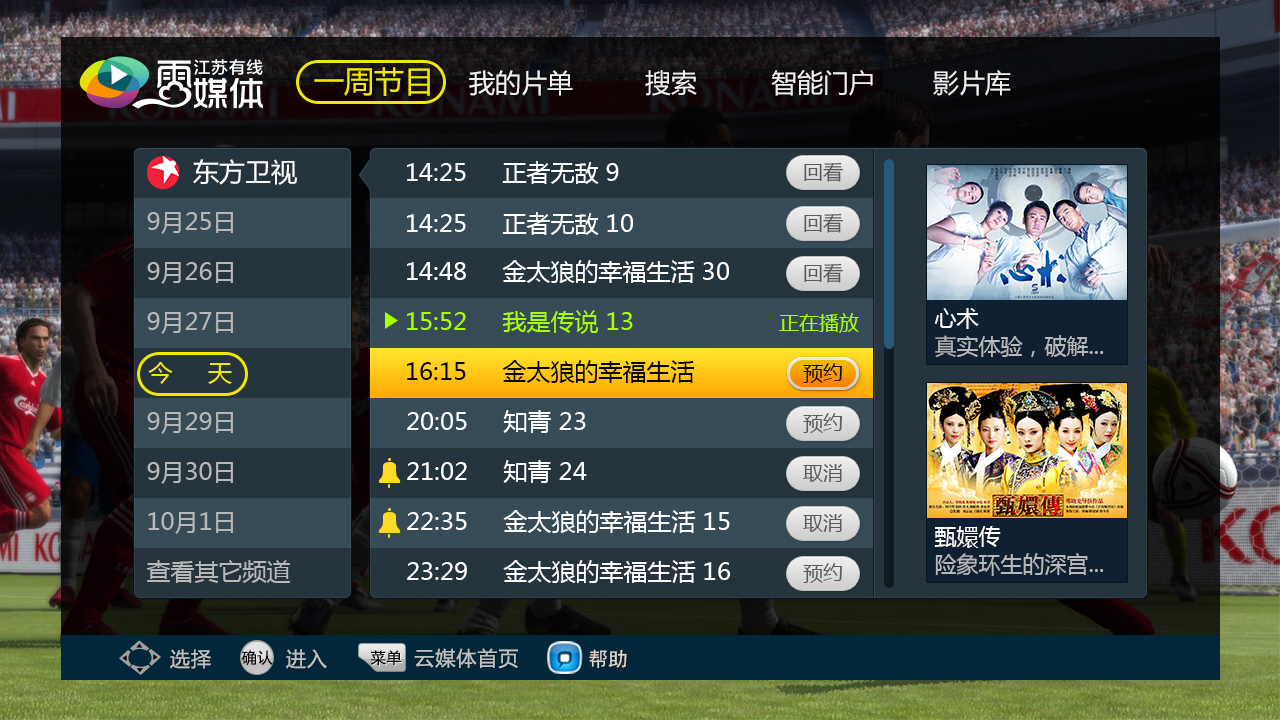 江苏有线
云媒体
一周节目
我的片单
搜索
智能门户
影片库
东方卫视
9月25日
9月26日
9月27日
今 天
9月29日
9月30日
10月1日
查看其它频道
14:25 正者无敌 9 回看
14:25 正者无敌 10 回看
14:48 金太狼的幸福生活 30 回看
15:52 我是传说 13 正在播放
16:15 金太狼的幸福生活 预约
20:05 知青 23 预约
21:02 知青 24 取消
22:35 金太狼的幸福生活 15 取消
23:29 金太狼的幸福生活 16 预约
心术
心术
真实体验，破解...
甄嬛傳
甄嬛传
险象环生的深宫...
KONAMI
KONAMI
Carlsberg
选择
确认 进入
菜单 云媒体首页
帮助